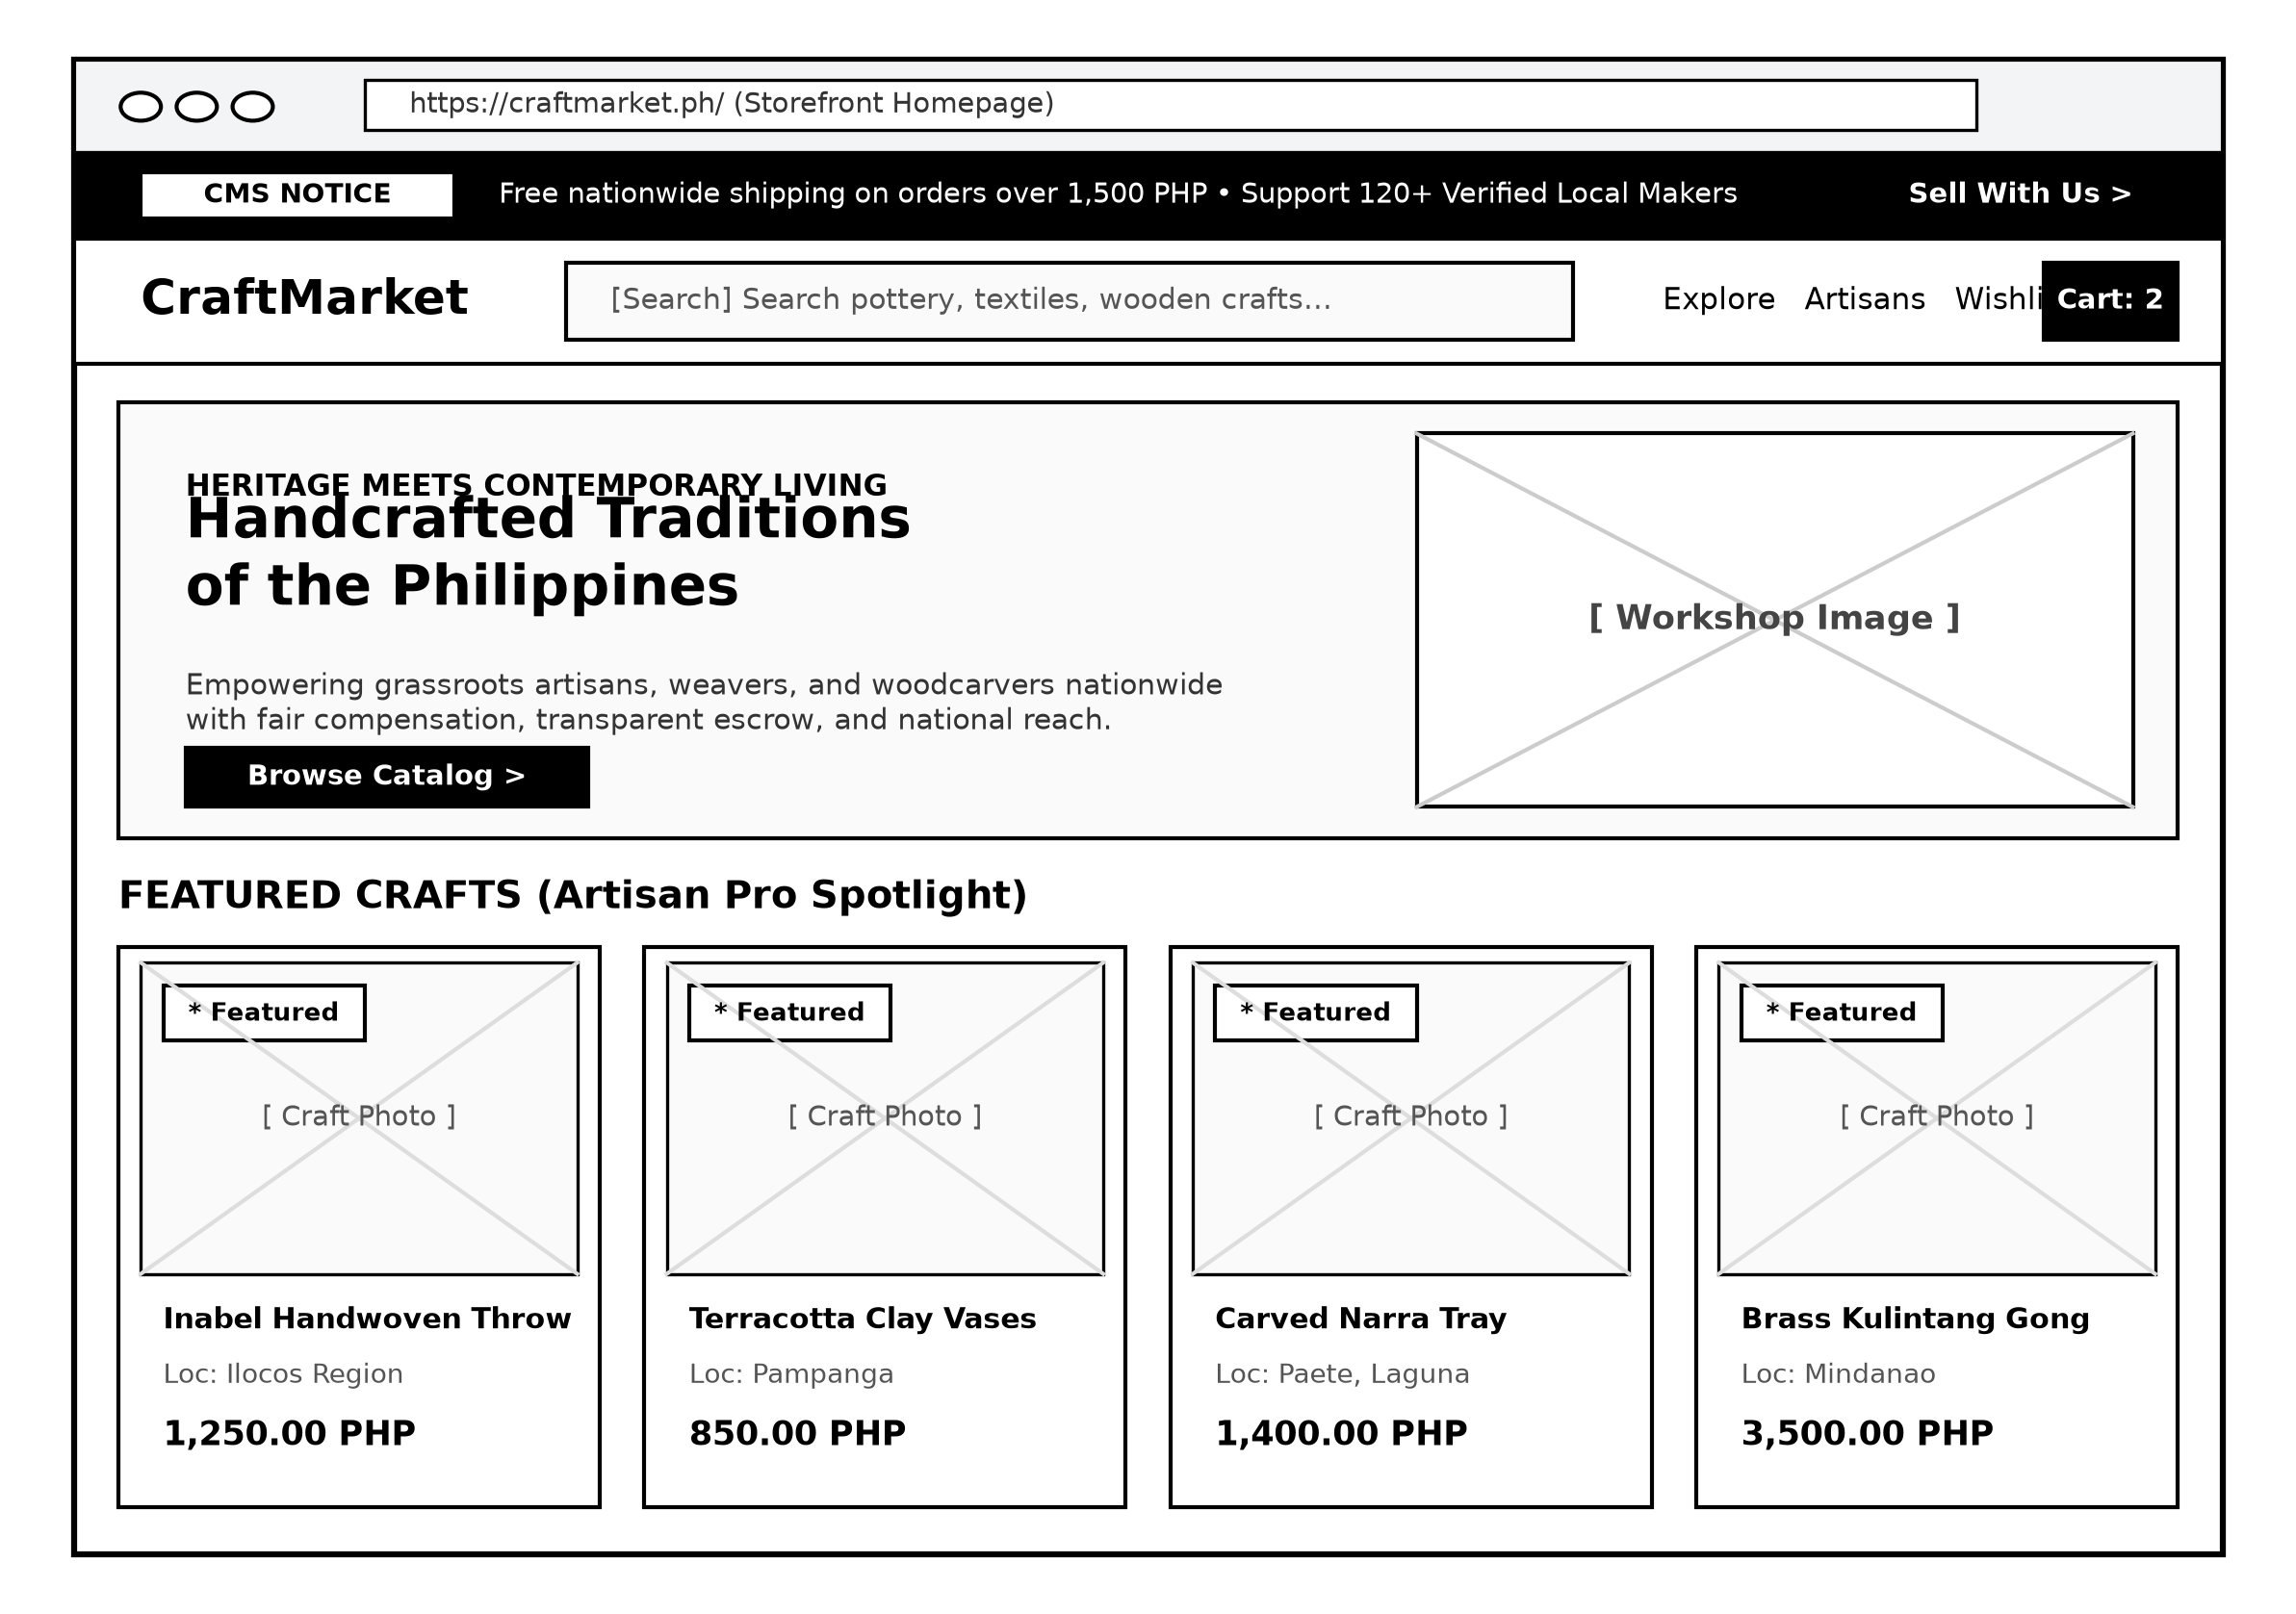 https://craftmarket.ph/ (Storefront Homepage)
CMS NOTICE Free nationwide shipping on orders over 1,500 PHP • Support 120+ Verified Local Makers Sell With Us >
CraftMarket [Search] Search pottery, textiles, wooden crafts... Explore Artisans Wishli Cart: 2
HERITAGE MEETS CONTEMPORARY LIVING
Handcrafted Traditions
of the Philippines
[ Workshop Image ]
Empowering grassroots artisans, weavers, and woodcarvers nationwide
with fair compensation, transparent escrow, and national reach.
Browse Catalog >
FEATURED CRAFTS (Artisan Pro Spotlight)
* Featured * Featured * Featured * Featured
[ Craft Photo ] [ Craft Photo ] [ Craft Photo ] [ Craft Photo ]
Inabel Handwoven Throw Terracotta Clay Vases Carved Narra Tray Brass Kulintang Gong
Loc: Ilocos Region Loc: Pampanga Loc: Paete, Laguna Loc: Mindanao
1,250.00 PHP 850.00 PHP 1,400.00 PHP 3,500.00 PHP